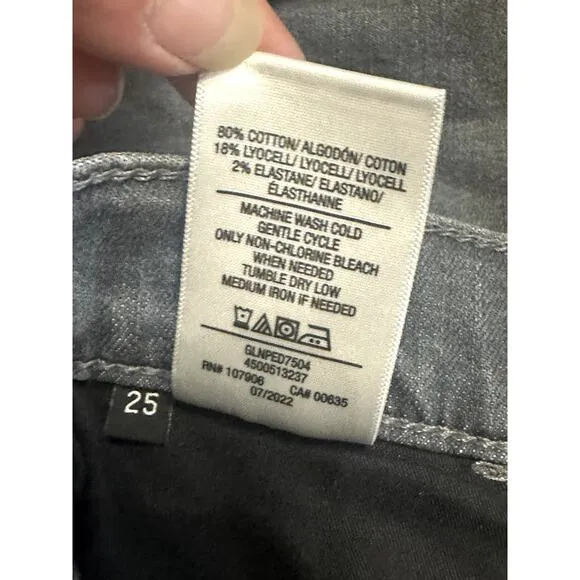 80% COTTON/ ALGODÓN/ COTON
18% LYOCELL/ LYOCELL/ LYOCELL
2% ELASTANE/ ELASTANO/
ÉLASTHANNE
MACHINE WASH COLD
GENTLE CYCLE
ONLY NON-CHLORINE BLEACH
WHEN NEEDED
TUMBLE DRY LOW
MEDIUM IRON IF NEEDED
GLNPED7504
4500513237
RN# 107906 CA# 00635
07/2022
25